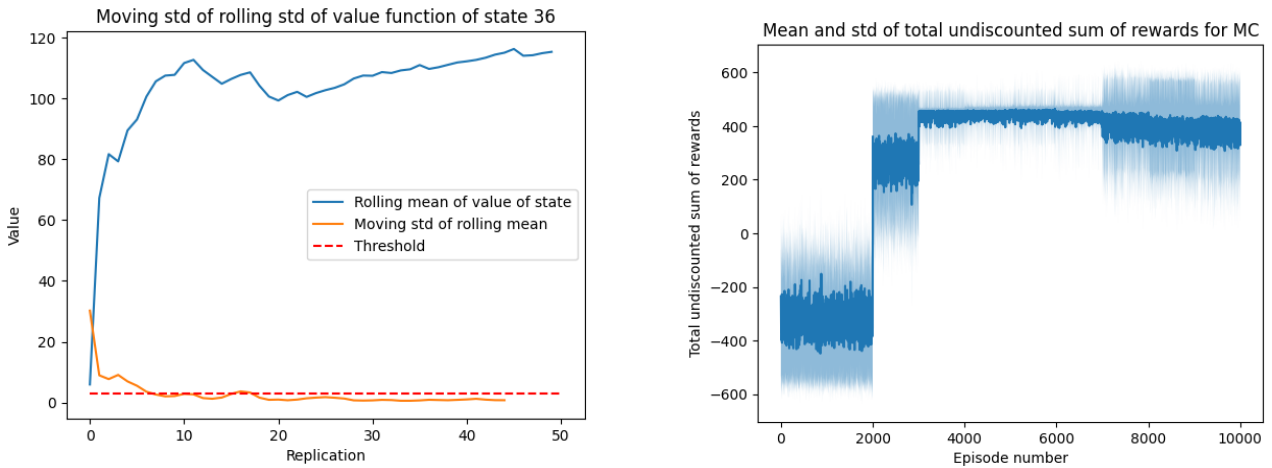 Moving std of rolling std of value function of state 36
120
100
80
60
40
20
0
Value
Rolling mean of value of state
Moving std of rolling mean
Threshold
0
10
20
30
40
50
Replication
Mean and std of total undiscounted sum of rewards for MC
600
400
200
0
−200
−400
−600
Total undiscounted sum of rewards
0
2000
4000
6000
8000
10000
Episode number